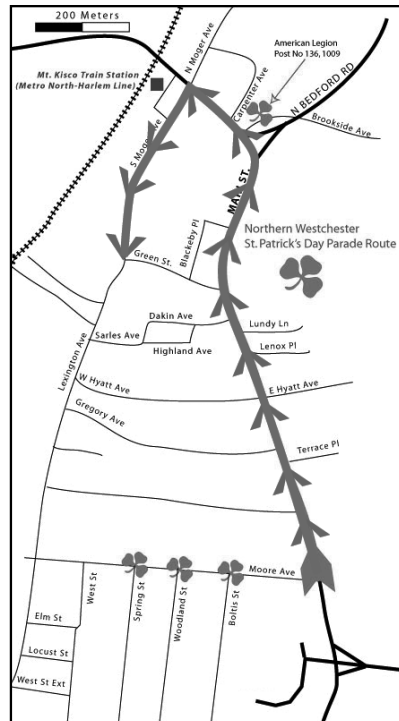 200 Meters
N Moger Ave
American Legion
Post No 136, 1009
Mt. Kisco Train Station
(Metro North-Harlem Line)
Carpenter Ave
N BEDFORD RD
Brookside Ave
S Moger Ave
MAIN ST.
Northern Westchester
St. Patrick's Day Parade Route
Blackeby Pl
Green St.
Dakin Ave
Lundy Ln
Sarles Ave
Highland Ave
Lenox Pl
Lexington Ave
W Hyatt Ave
E Hyatt Ave
Gregory Ave
Terrace Pl
Moore Ave
West St
Spring St
Woodland St
Boltis St
Elm St
Locust St
West St Ext